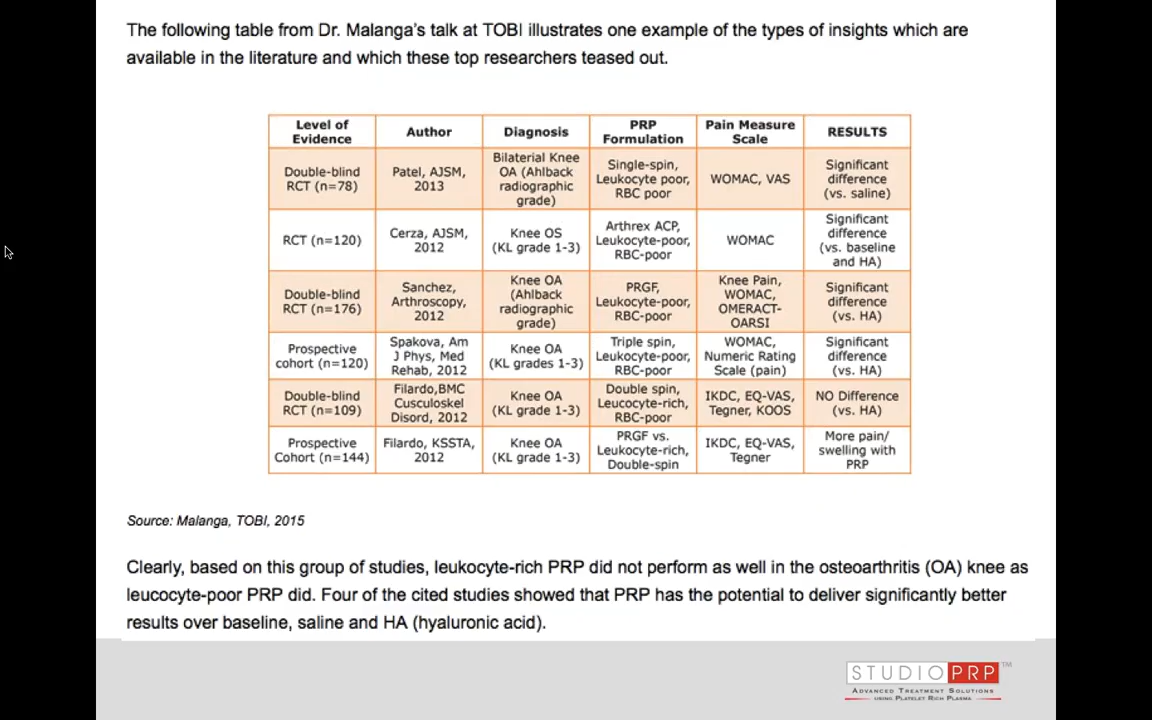 The following table from Dr. Malanga's talk at TOBI illustrates one example of the types of insights which are
available in the literature and which these top researchers teased out.
Level of
Evidence
Author
Diagnosis
PRP
Formulation
Pain Measure
Scale
RESULTS
Double-blind
RCT (n=78)
Patel, AJSM,
2013
Bilaterial Knee
OA (Ahlback
radiographic
grade)
Single-spin,
Leukocyte poor,
RBC poor
WOMAC, VAS
Significant
difference
(vs. saline)
RCT (n=120)
Cerza, AJSM,
2012
Knee OS
(KL grade 1-3)
Arthrex ACP,
Leukocyte-poor,
RBC-poor
WOMAC
Significant
difference
(vs. baseline
and HA)
Double-blind
RCT (n=176)
Sanchez,
Arthroscopy,
2012
Knee OA
(Ahlback
radiographic
grade)
PRGF,
Leukocyte-poor,
RBC-poor
Knee Pain,
WOMAC,
OMERACT-
OARSI
Significant
difference
(vs. HA)
Prospective
cohort (n=120)
Spakova, Am
J Phys, Med
Rehab, 2012
Knee OA
(KL grades 1-3)
Triple spin,
Leukocyte-poor,
RBC-poor
WOMAC,
Numeric Rating
Scale (pain)
Significant
difference
(vs. HA)
Double-blind
RCT (n=109)
Filardo,BMC
Cusculoskel
Disord, 2012
Knee OA
(KL grade 1-3)
Double spin,
Leucocyte-rich,
RBC-poor
IKDC, EQ-VAS,
Tegner, KOOS
NO Difference
(vs. HA)
Prospective
Cohort (n=144)
Filardo, KSSTA,
2012
Knee OA
(KL grade 1-3)
PRGF vs.
Leukocyte-rich,
Double-spin
IKDC, EQ-VAS,
Tegner
More pain/
swelling with
PRP
Source: Malanga, TOBI, 2015
Clearly, based on this group of studies, leukocyte-rich PRP did not perform as well in the osteoarthritis (OA) knee as
leucocyte-poor PRP did. Four of the cited studies showed that PRP has the potential to deliver significantly better
results over baseline, saline and HA (hyaluronic acid).
STUDIO PRP ™
ADVANCED TREATMENT SOLUTIONS
USING PLATELET RICH PLASMA